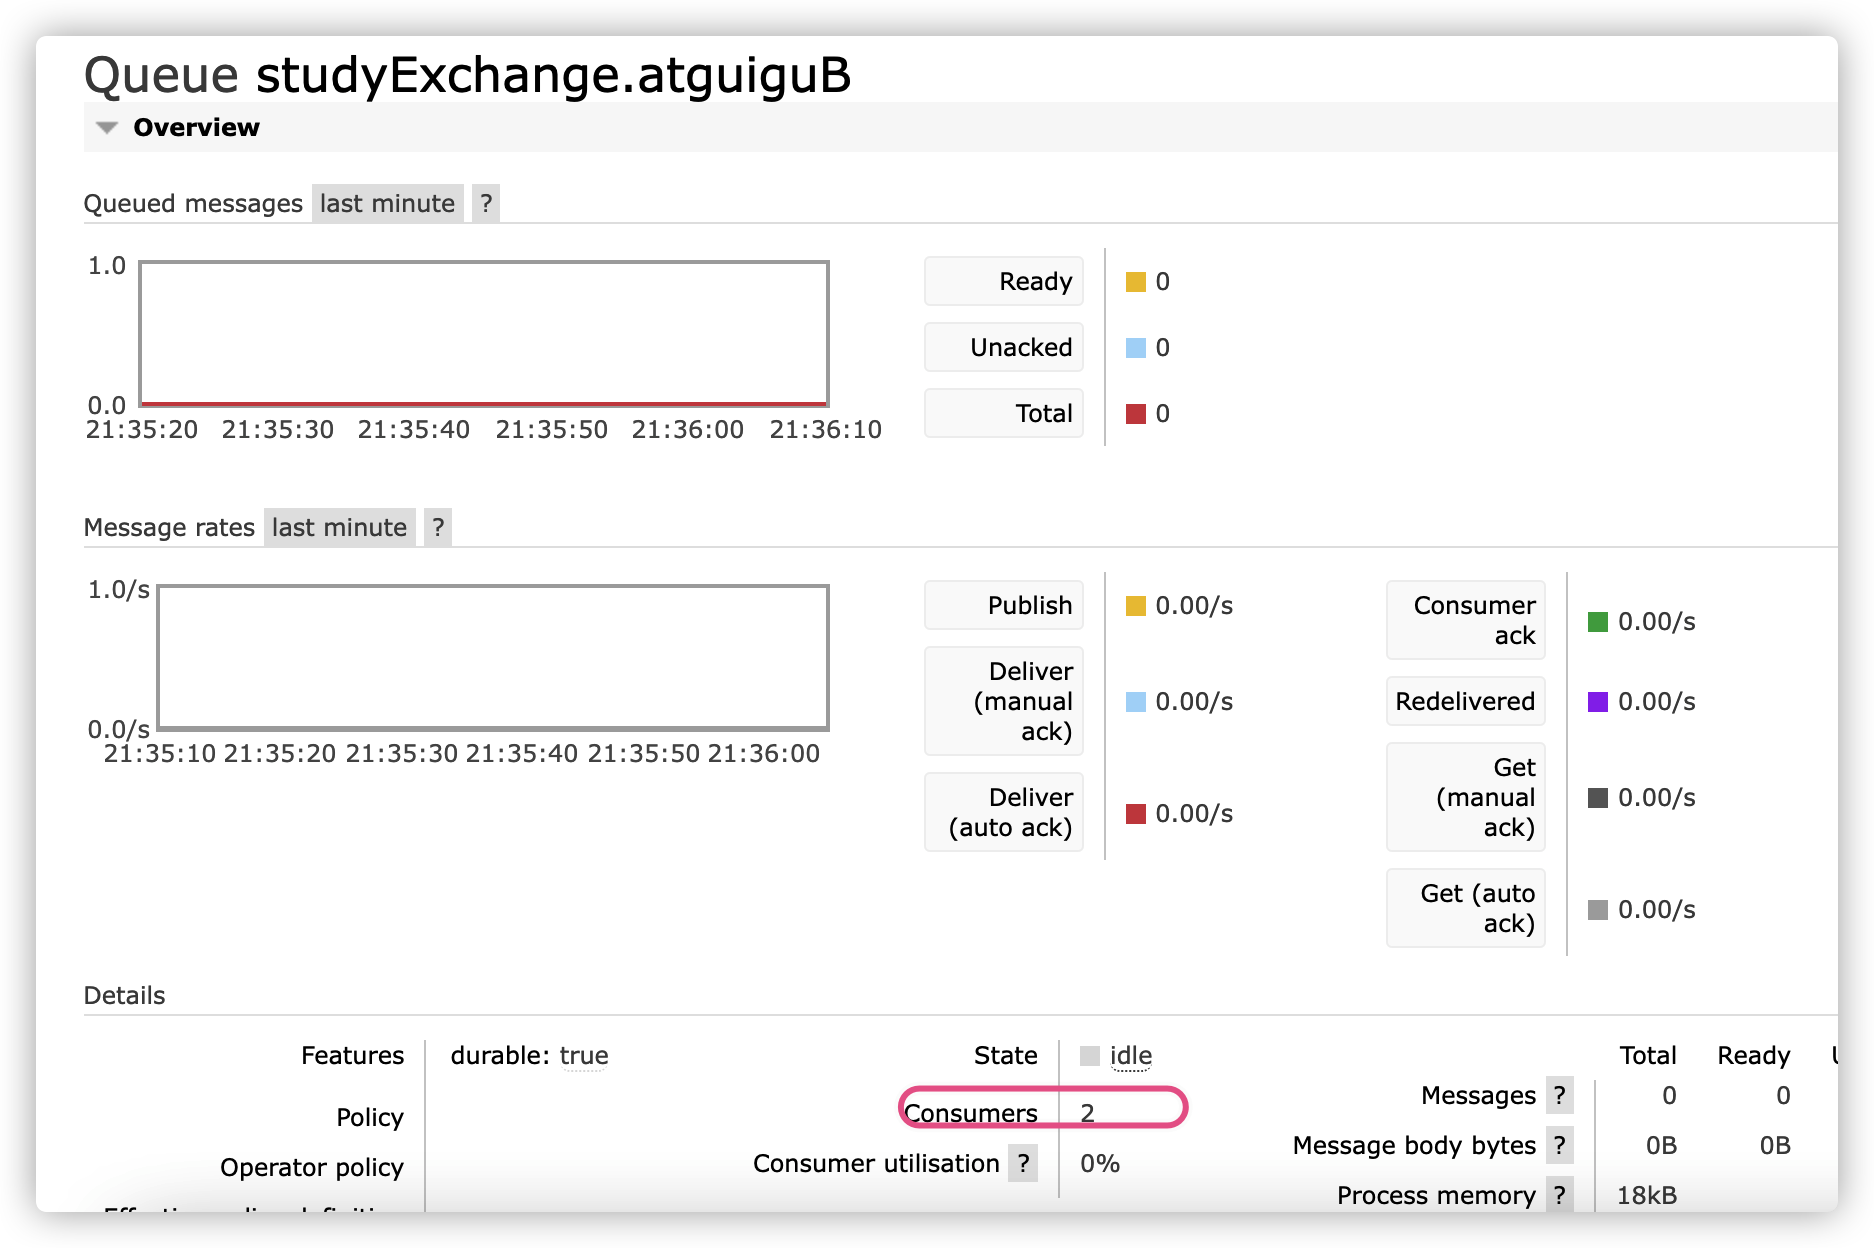 Queue studyExchange.atguiguB
Overview
Queued messages last minute ?
1.0
0.0
21:35:20 21:35:30 21:35:40 21:35:50 21:36:00 21:36:10
Ready 0
Unacked 0
Total 0
Message rates last minute ?
1.0/s
0.0/s
21:35:10 21:35:20 21:35:30 21:35:40 21:35:50 21:36:00
Publish 0.00/s
Deliver
(manual
ack) 0.00/s
Deliver
(auto ack) 0.00/s
Consumer
ack 0.00/s
Redelivered 0.00/s
Get
(manual
ack) 0.00/s
Get (auto
ack) 0.00/s
Details
Features durable: true
Policy
Operator policy
State idle
Consumers 2
Consumer utilisation ? 0%
Total Ready
Messages ? 0 0
Message body bytes ? 0B 0B
Process memory ? 18kB